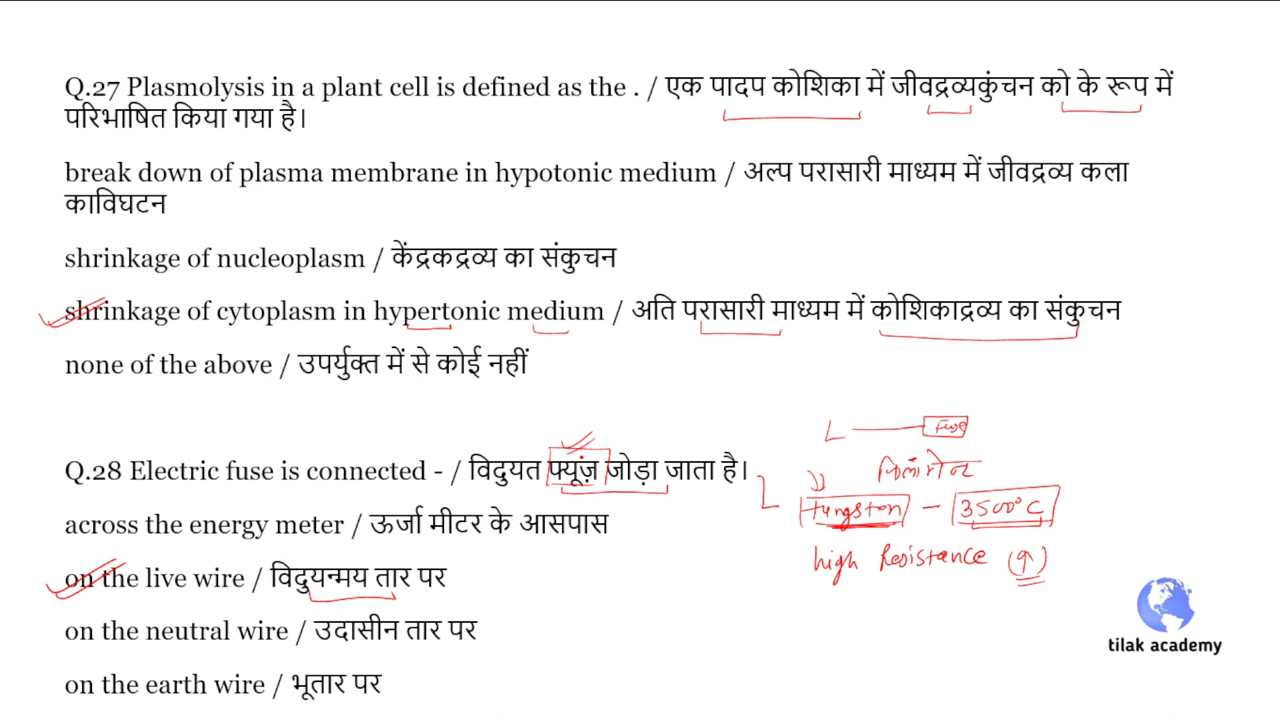 Q.27 Plasmolysis in a plant cell is defined as the . / एक पादप कोशिका में जीवद्रव्यकुंचन को के रूप में
परिभाषित किया गया है।
break down of plasma membrane in hypotonic medium / अल्प परासारी माध्यम में जीवद्रव्य कला
काविघटन
shrinkage of nucleoplasm / केंद्रकद्रव्य का संकुचन
shrinkage of cytoplasm in hypertonic medium / अति परासारी माध्यम में कोशिकाद्रव्य का संकुचन
none of the above / उपर्युक्त में से कोई नहीं
L Fuse
Q.28 Electric fuse is connected - / विदुयत फ्यूंज़ जोड़ा जाता है।
फिलामेन्ट
tungston - 3500°C
across the energy meter / ऊर्जा मीटर के आसपास
high Resistance (↑)
on the live wire / विदुयन्मय तार पर
on the neutral wire / उदासीन तार पर
on the earth wire / भूतार पर
tilak academy